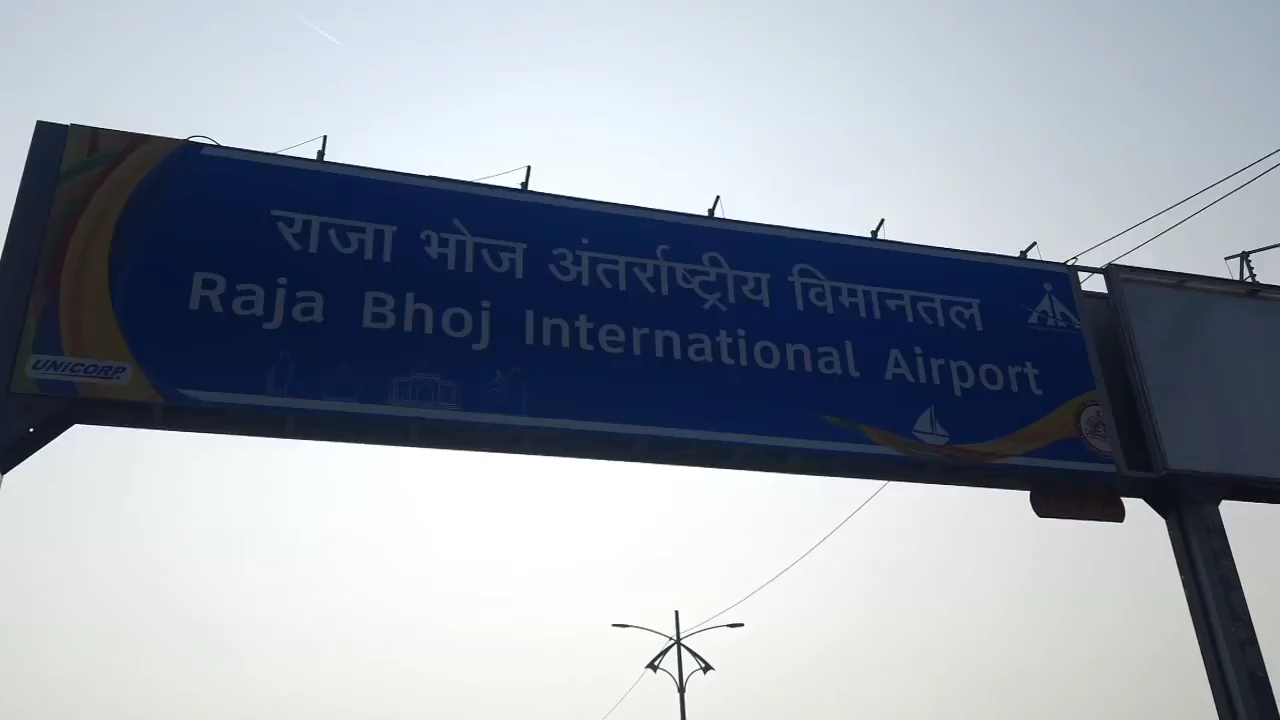 राजा भोज अंतर्राष्ट्रीय विमानतल
Raja Bhoj International Airport
UNICORP